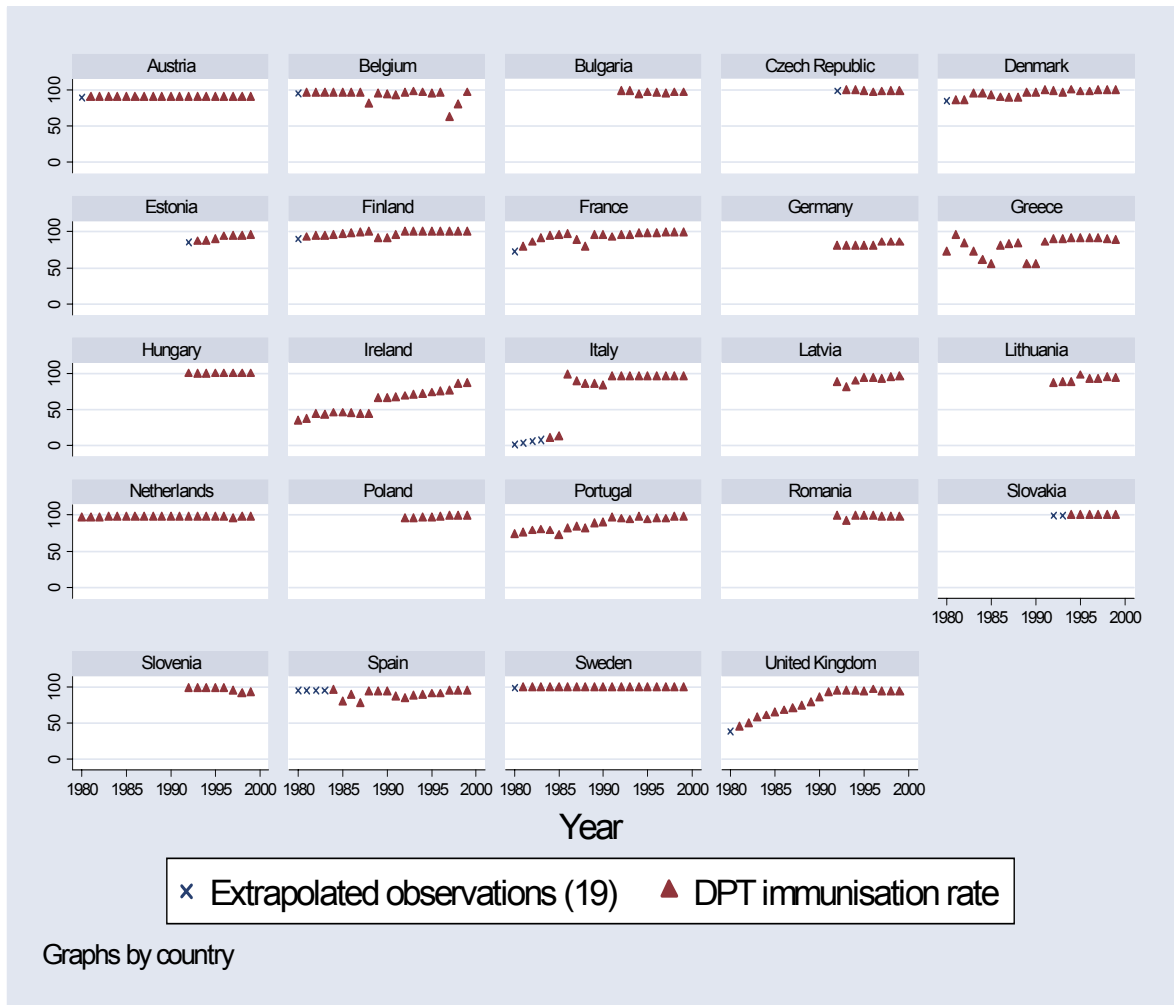 Austria Belgium Bulgaria Czech Republic Denmark
100
50
0
Estonia Finland France Germany Greece
100
50
0
Hungary Ireland Italy Latvia Lithuania
100
50
0
Netherlands Poland Portugal Romania Slovakia
100
50
0
1980 1985 1990 1995 2000
Slovenia Spain Sweden United Kingdom
100
50
0
1980 1985 1990 1995 2000 1980 1985 1990 1995 2000 1980 1985 1990 1995 2000 1980 1985 1990 1995 2000
Year
Extrapolated observations (19) DPT immunisation rate
Graphs by country